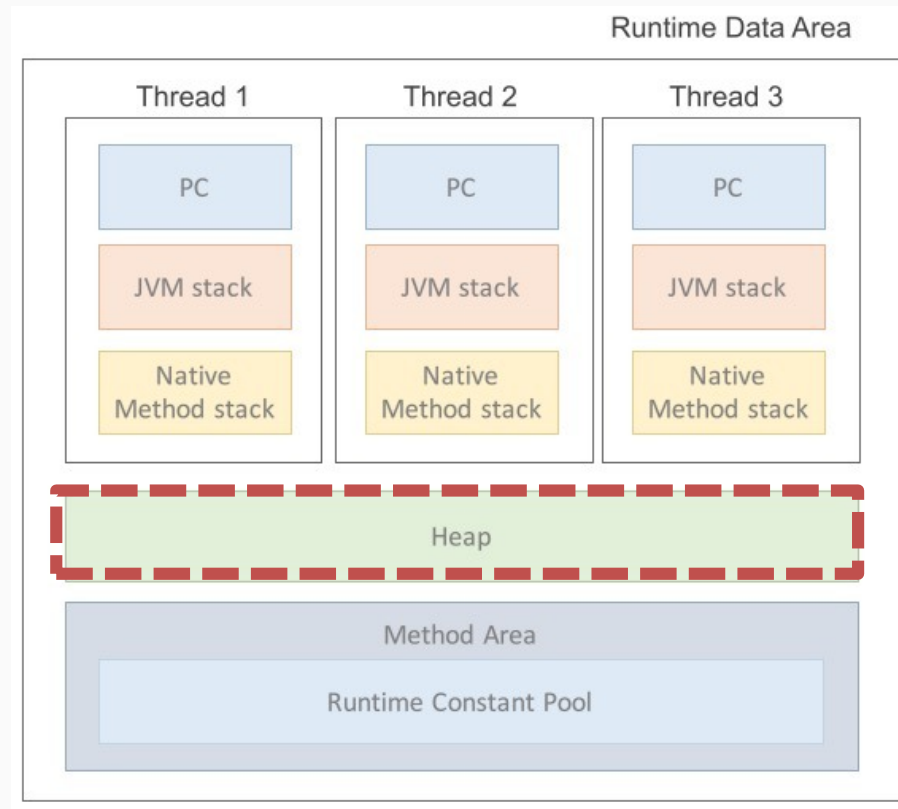 Runtime Data Area
Thread 1
Thread 2
Thread 3
PC
PC
PC
JVM stack
JVM stack
JVM stack
Native
Method stack
Native
Method stack
Native
Method stack
Heap
Method Area
Runtime Constant Pool